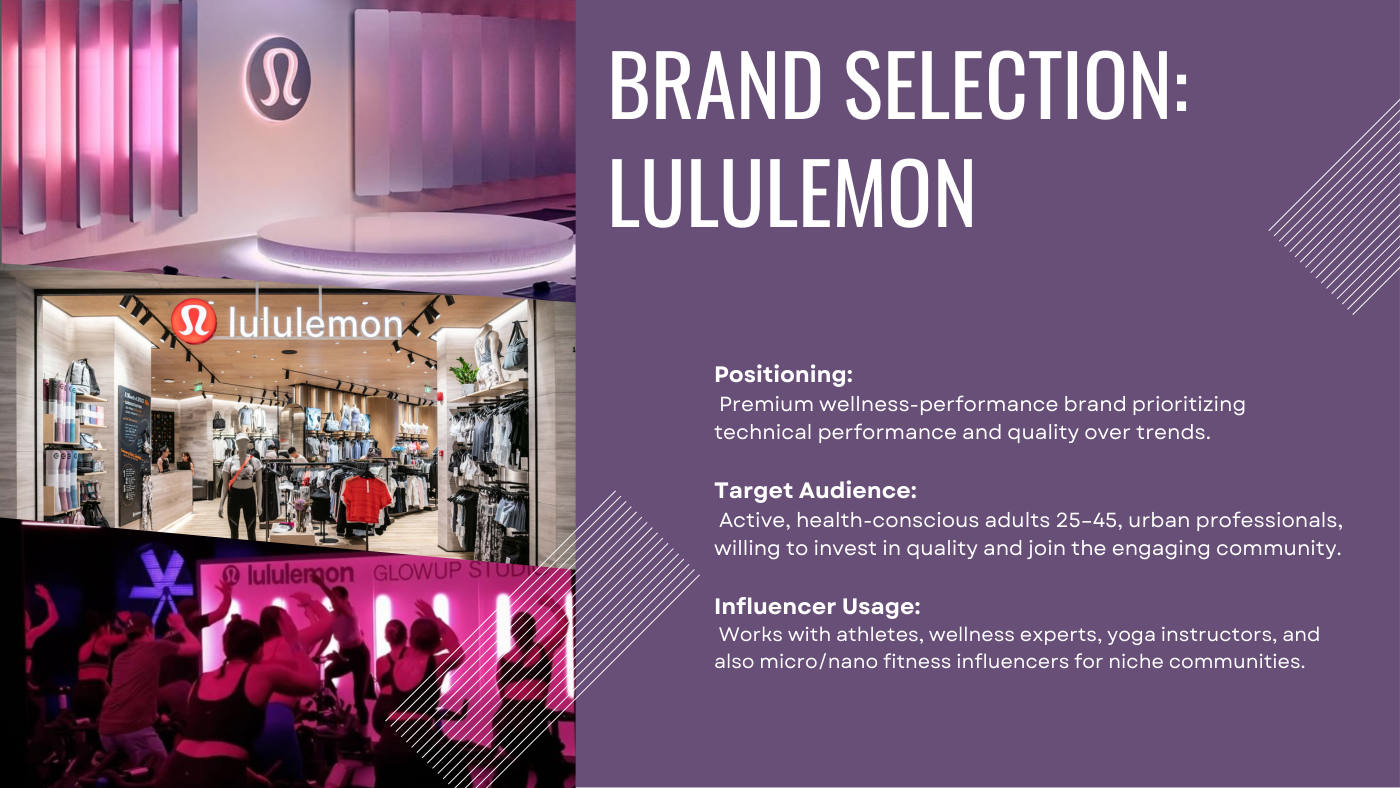 BRAND SELECTION:
LULULEMON
lululemon
lululemon GLOWUP STUDIO
Positioning:
Premium wellness-performance brand prioritizing
technical performance and quality over trends.
Target Audience:
Active, health-conscious adults 25–45, urban professionals,
willing to invest in quality and join the engaging community.
Influencer Usage:
Works with athletes, wellness experts, yoga instructors, and
also micro/nano fitness influencers for niche communities.